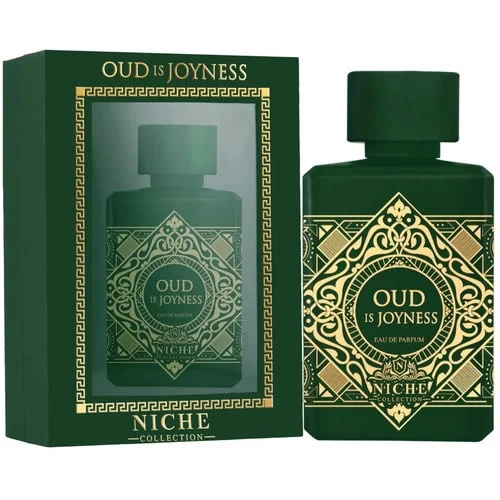 OUD IS JOYNESS
OUD
IS JOYNESS
EAU DE PARFUM
N
NICHE
COLLECTION
NICHE
COLLECTION
OUD
IS JOYNESS
EAU DE PARFUM
N
NICHE
COLLECTION